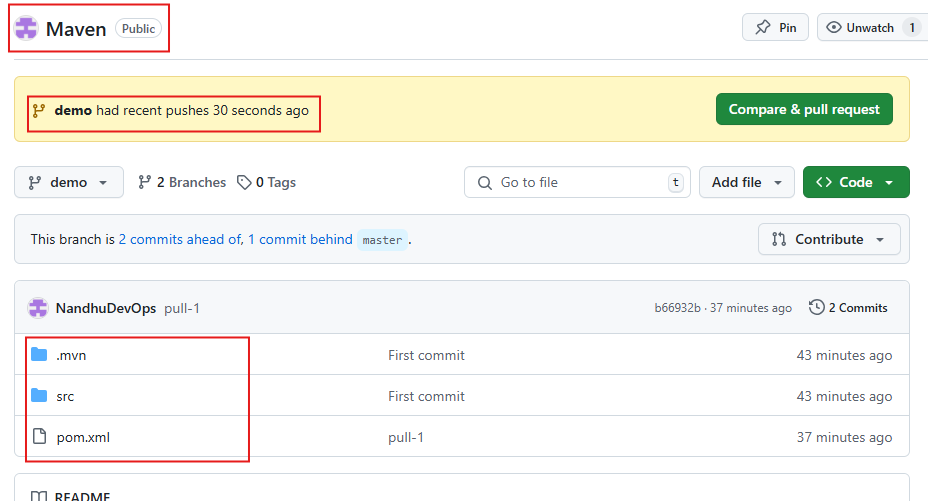 Maven Public Pin Unwatch 1
demo had recent pushes 30 seconds ago Compare & pull request
demo 2 Branches 0 Tags Go to file t Add file Code
This branch is 2 commits ahead of, 1 commit behind master . Contribute
NandhuDevOps pull-1 b66932b · 37 minutes ago 2 Commits
.mvn First commit 43 minutes ago
src First commit 43 minutes ago
pom.xml pull-1 37 minutes ago
README